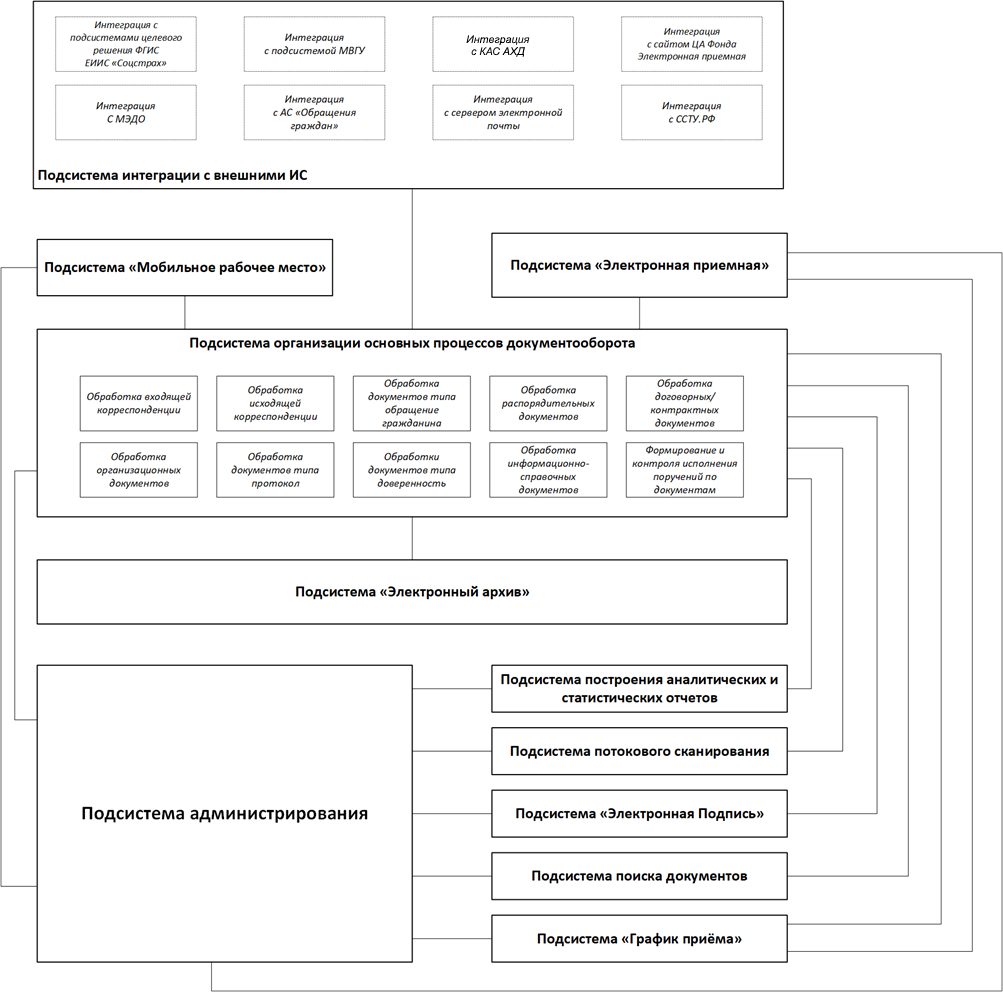 Интеграция с
подсистемами целевого
решения ФГИС
ЕИИС «Соцстрах»
Интеграция
с подсистемой МВГУ
Интеграция
с КАС АХД
Интеграция
с сайтом ЦА Фонда
Электронная приемная
Интеграция
С МЭДО
Интеграция
с АС «Обращения
граждан»
Интеграция
с сервером электронной
почты
Интеграция
с ССТУ.РФ
Подсистема интеграции с внешними ИС
Подсистема «Мобильное рабочее место»
Подсистема «Электронная приемная»
Подсистема организации основных процессов документооборота
Обработка входящей
корреспонденции
Обработка
исходящей
корреспонденции
Обработка
документов типа
обращение
гражданина
Обработка
распорядительных
документов
Обработка
договорных/
контрактных
документов
Обработка
организационных
документов
Обработка
документов типа
протокол
Обработки
документов типа
доверенность
Обработка
информационно-
справочных
документов
Формирование и
контроля исполнения
поручений по
документам
Подсистема «Электронный архив»
Подсистема администрирования
Подсистема построения аналитических и
статистических отчетов
Подсистема потокового сканирования
Подсистема «Электронная Подпись»
Подсистема поиска документов
Подсистема «График приёма»